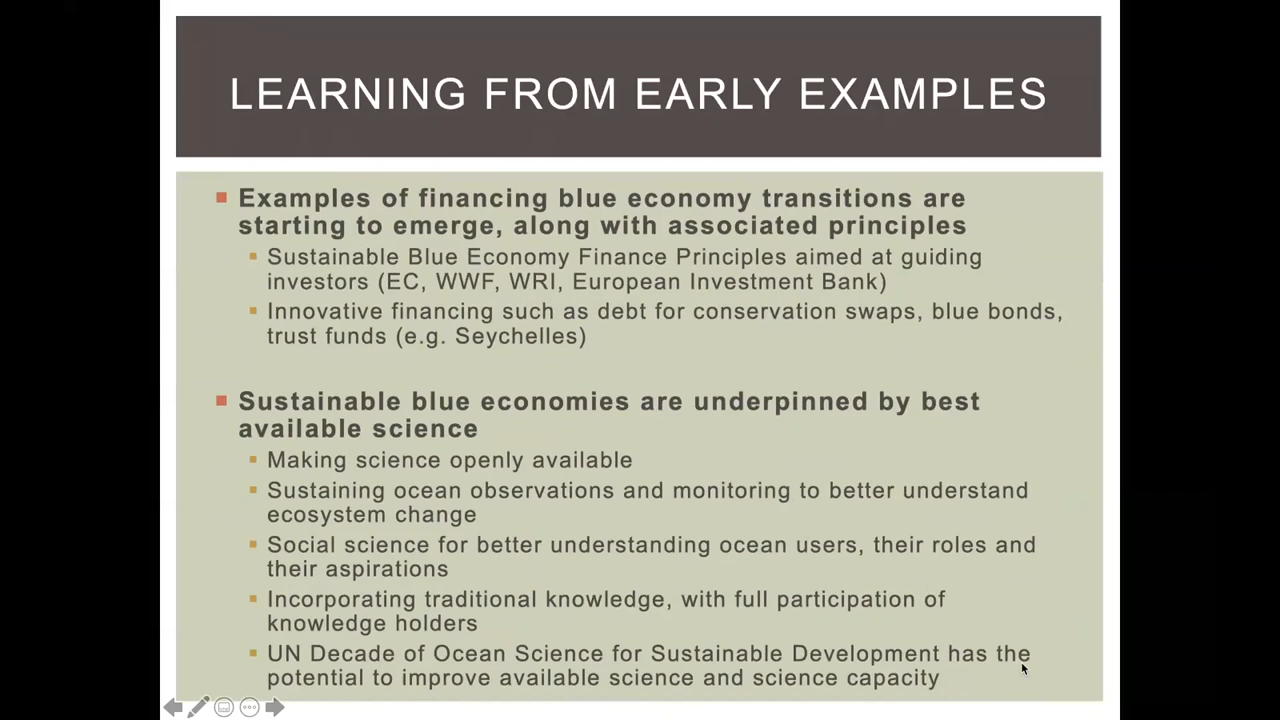 LEARNING FROM EARLY EXAMPLES
Examples of financing blue economy transitions are
starting to emerge, along with associated principles
Sustainable Blue Economy Finance Principles aimed at guiding
investors (EC, WWF, WRI, European Investment Bank)
Innovative financing such as debt for conservation swaps, blue bonds,
trust funds (e.g. Seychelles)
Sustainable blue economies are underpinned by best
available science
Making science openly available
Sustaining ocean observations and monitoring to better understand
ecosystem change
Social science for better understanding ocean users, their roles and
their aspirations
Incorporating traditional knowledge, with full participation of
knowledge holders
UN Decade of Ocean Science for Sustainable Development has the
potential to improve available science and science capacity